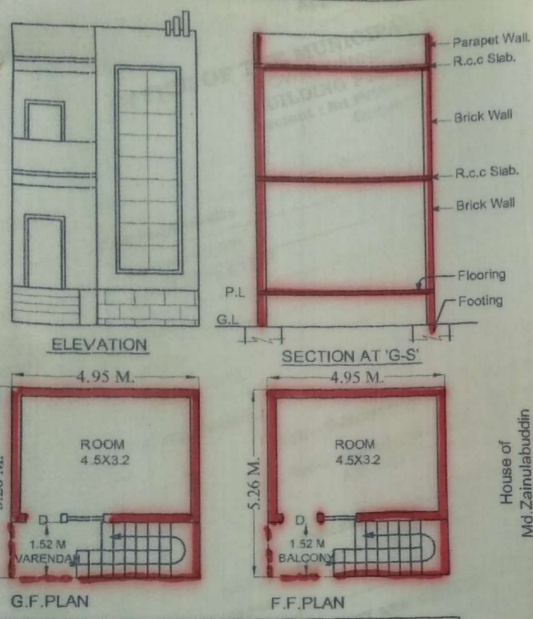 Parapet Wall.
R.c.c Slab.
Brick Wall
R.c.c Slab.
Brick Wall
Flooring
P.L
Footing
G.L
ELEVATION
SECTION AT 'G-S'
4.95 M.
4.95 M.
ROOM
4.5X3.2
ROOM
4.5X3.2
5.26 M.
House of
Md.Zainulabuddin
D
1.52 M
VARENDAH
D
1.52 M
BALCONY
G.F.PLAN
F.F.PLAN